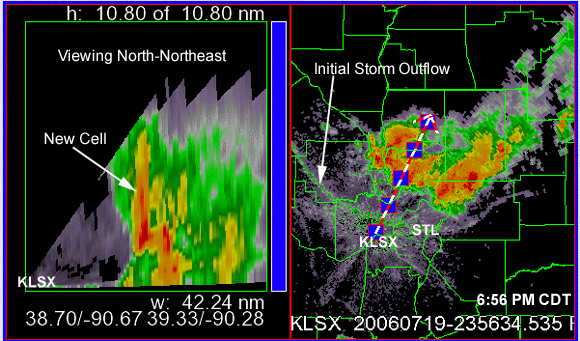 h: 10.80 of 10.80 nm
Viewing North-Northeast
New Cell
KLSX
w: 42.24 nm
38.70/-90.67 39.33/-90.28
Initial Storm Outflow
STL
KLSX
6:56 PM CDT
KLSX 20060719-235634.535